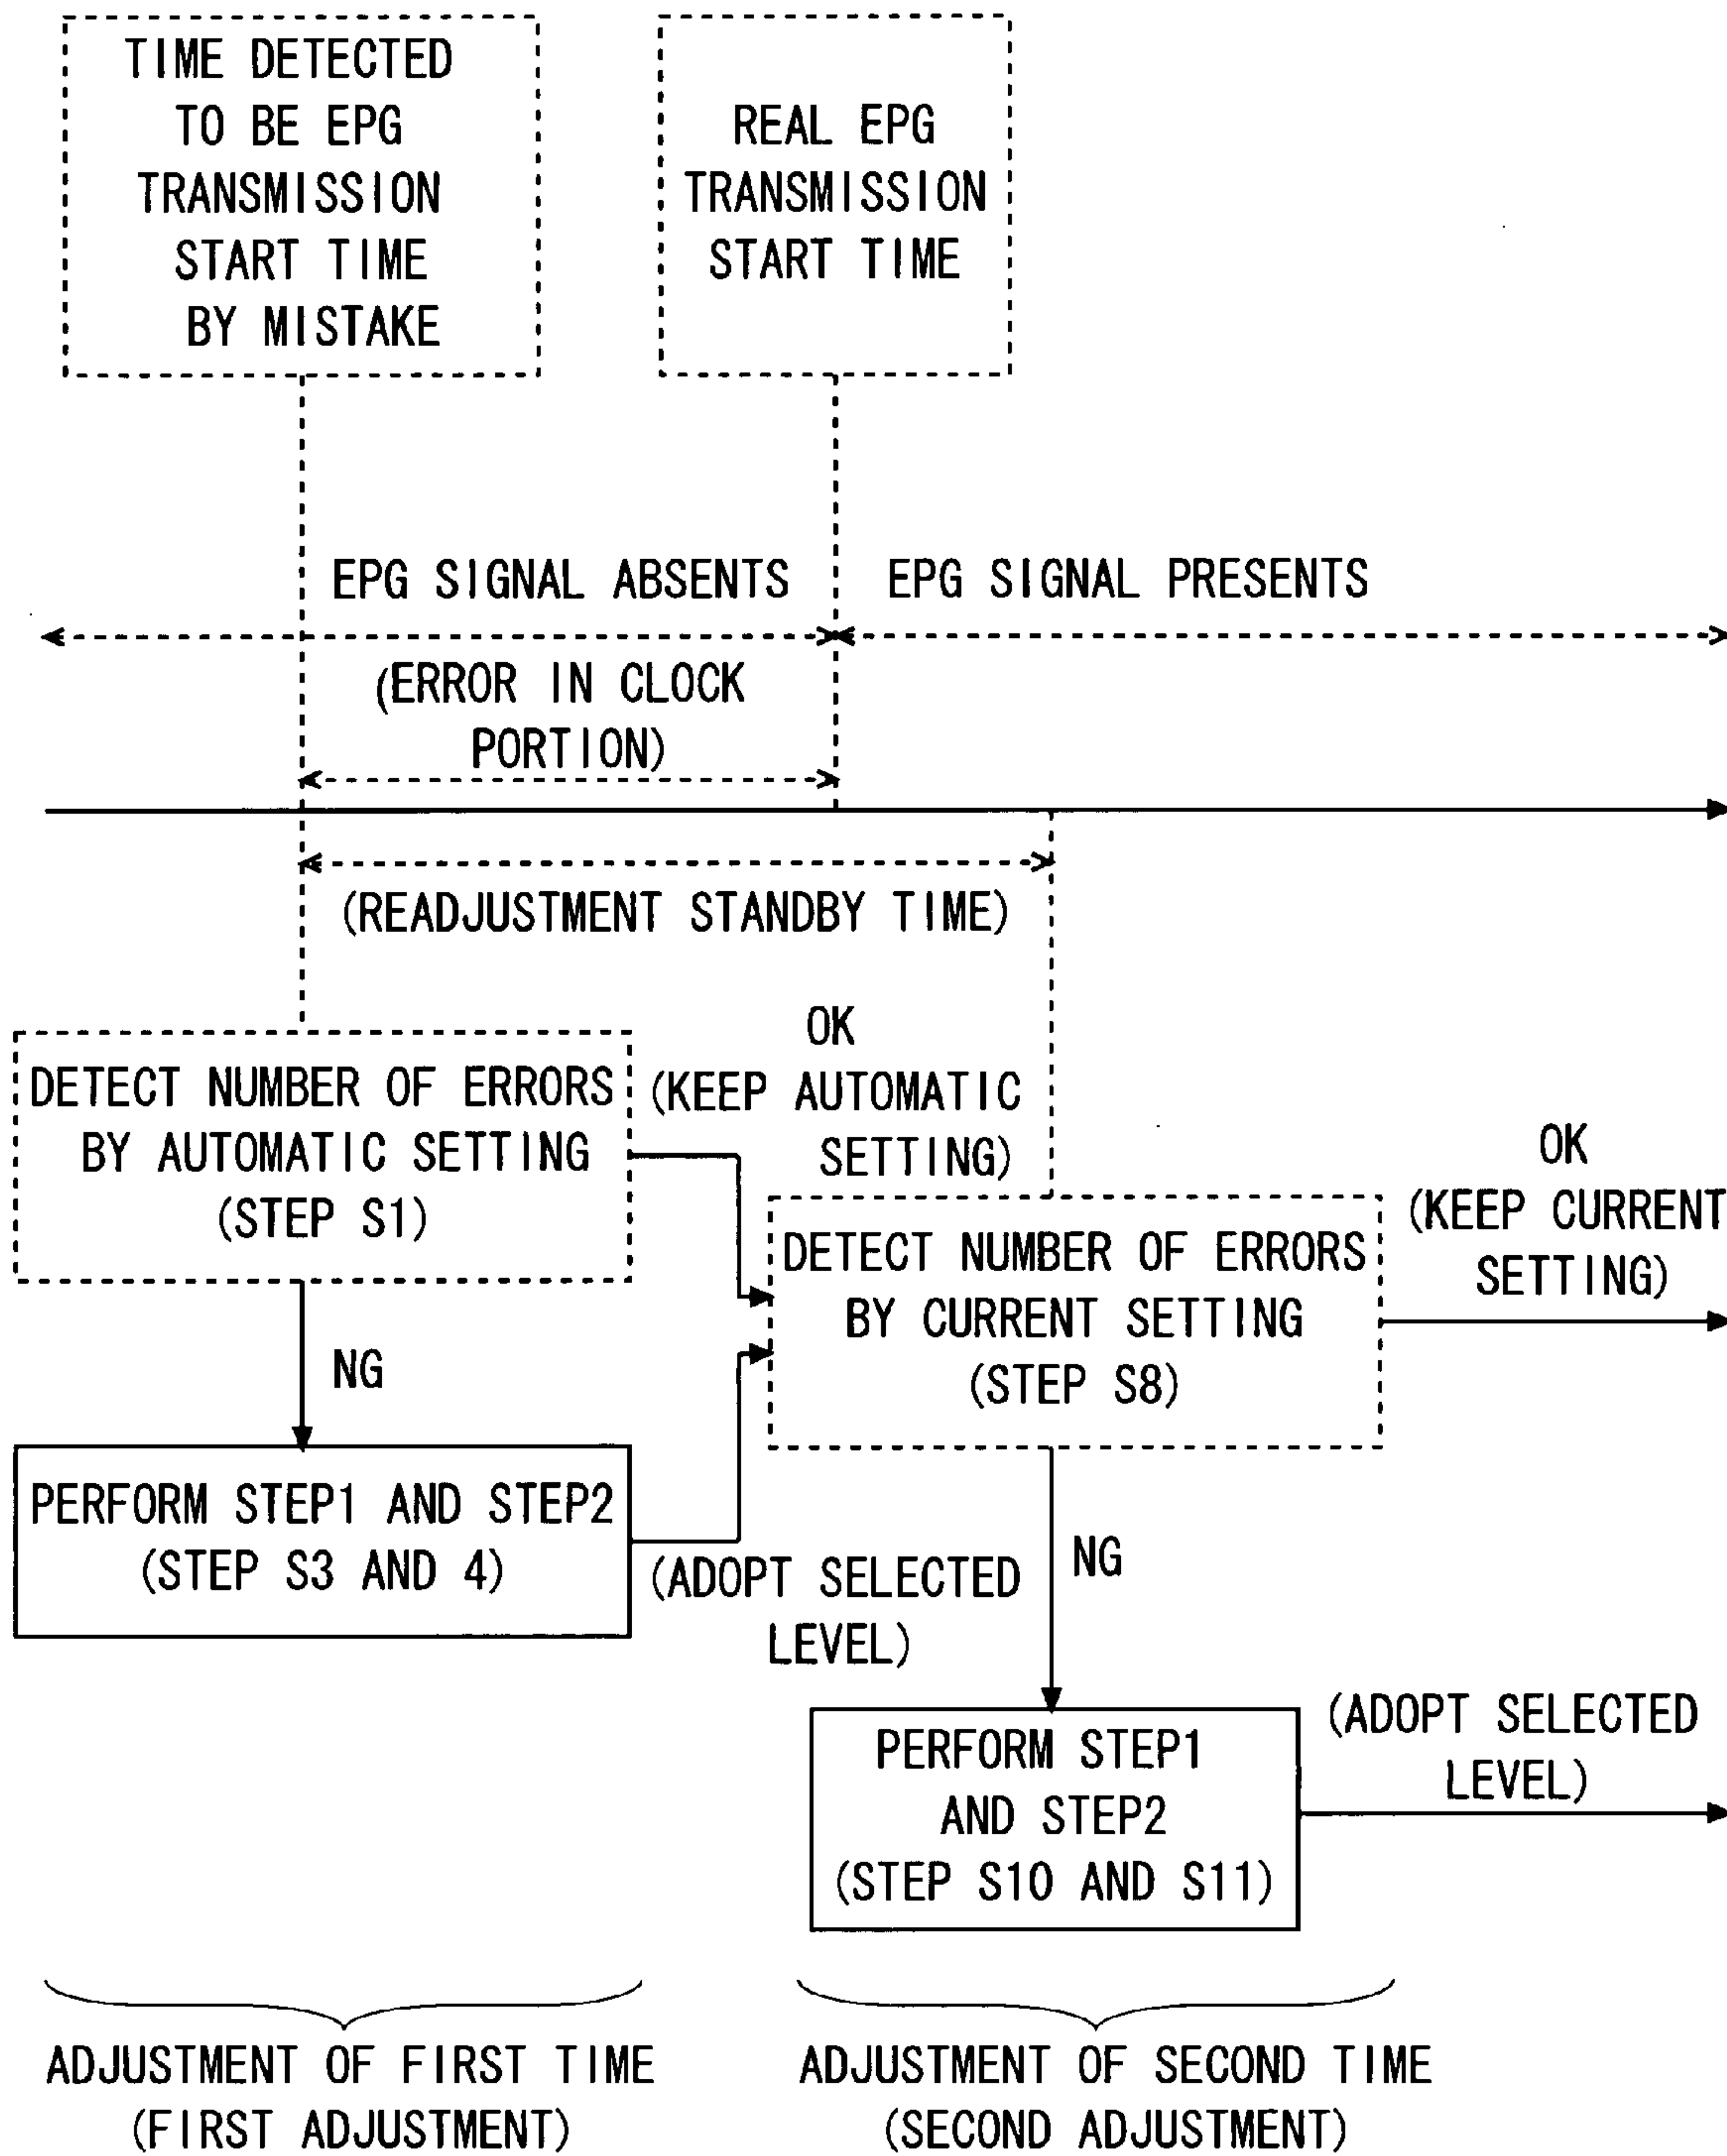 TIME DETECTED
TO BE EPG
TRANSMISSION
START TIME
BY MISTAKE
REAL EPG
TRANSMISSION
START TIME
EPG SIGNAL ABSENTS
EPG SIGNAL PRESENTS
(ERROR IN CLOCK
PORTION)
(READJUSTMENT STANDBY TIME)
DETECT NUMBER OF ERRORS
BY AUTOMATIC SETTING
(STEP S1)
OK
(KEEP AUTOMATIC
SETTING)
NG
PERFORM STEP1 AND STEP2
(STEP S3 AND 4)
(ADOPT SELECTED
LEVEL)
DETECT NUMBER OF ERRORS
BY CURRENT SETTING
(STEP S8)
OK
(KEEP CURRENT
SETTING)
NG
PERFORM STEP1
AND STEP2
(STEP S10 AND S11)
(ADOPT SELECTED
LEVEL)
ADJUSTMENT OF FIRST TIME
(FIRST ADJUSTMENT)
ADJUSTMENT OF SECOND TIME
(SECOND ADJUSTMENT)